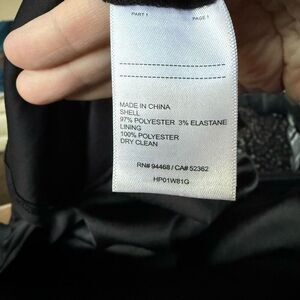 PART 1 PAGE 1
MADE IN CHINA
SHELL
97% POLYESTER 3% ELASTANE
LINING
100% POLYESTER
DRY CLEAN
RN# 94468 / CA# 52362
HP01W81G